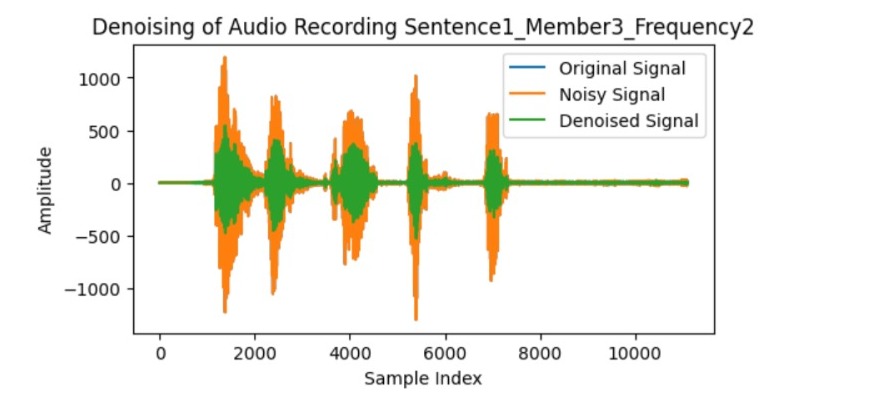 Denoising of Audio Recording Sentence1_Member3_Frequency2
1000
500
0
−500
−1000
Amplitude
Original Signal
Noisy Signal
Denoised Signal
0 2000 4000 6000 8000 10000
Sample Index